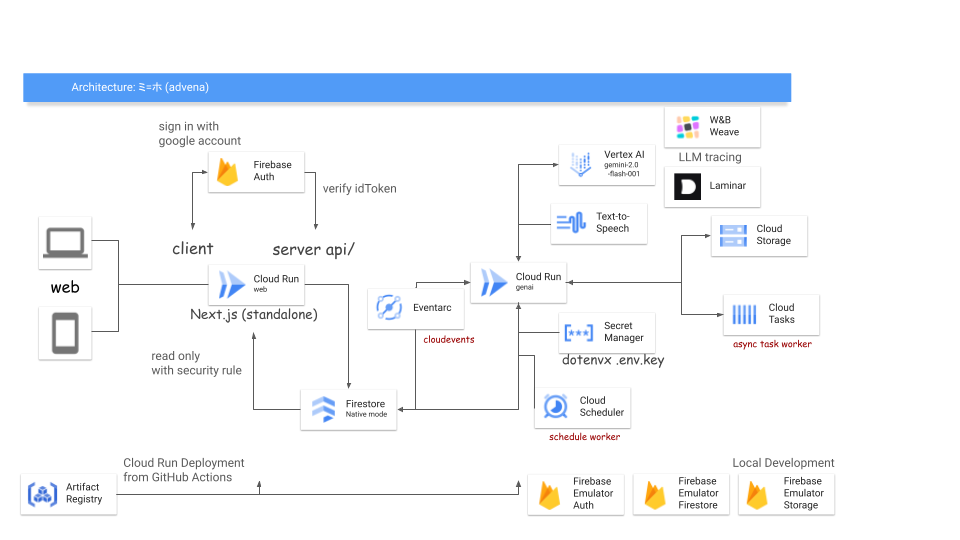 Architecture: ミ=ホ (advena)
sign in with
google account
Firebase
Auth
verify idToken
client
server api/
web
Cloud Run
web
Next.js (standalone)
read only
with security rule
Firestore
Native mode
Eventarc
cloudevents
Cloud Run
genai
Vertex AI
gemini-2.0
-flash-001
Text-to-
Speech
W&B
Weave
LLM tracing
Laminar
Cloud
Storage
Cloud
Tasks
async task worker
Secret
Manager
dotenvx .env.key
Cloud
Scheduler
schedule worker
Artifact
Registry
Cloud Run Deployment
from GitHub Actions
Local Development
Firebase
Emulator
Auth
Firebase
Emulator
Firestore
Firebase
Emulator
Storage